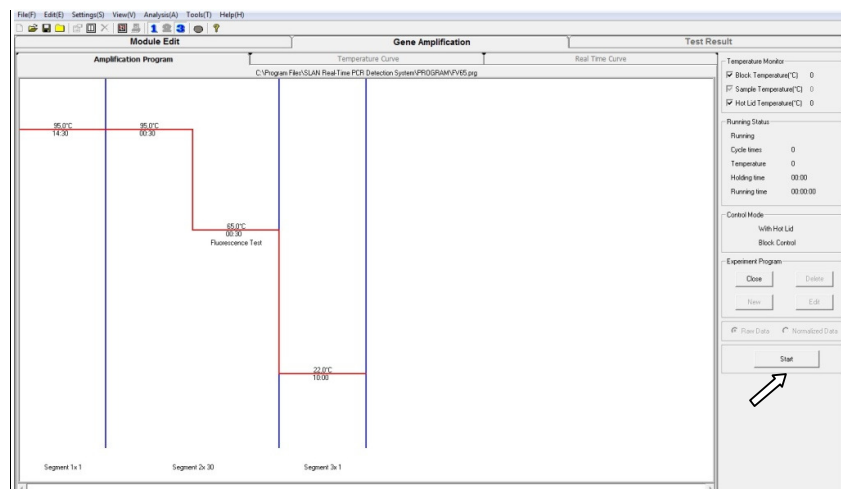 File(F) Edit(E) Settings(S) View(V) Analysis(A) Tools(T) Help(H)
1 2 3 ?
Module Edit Gene Amplification Test Result
Amplification Program Temperature Curve Real Time Curve
C:\Program Files\SLAN Real-Time PCR Detection System\PROGRAM\FV65.prg
95.0°C 95.0°C
14:30 00:30
65.0°C
00:30
Fluorescence Test
22.0°C
10:00
Segment 1x 1 Segment 2x 30 Segment 3x 1
Temperature Monitor
Block Temperature(°C) 0
Sample Temperature(°C) 0
Hot Lid Temperature(°C) 0
Running Status
Running
Cycle times 0
Temperature 0
Holding time 00:00
Running time 00:00:00
Control Mode
With Hot Lid
Block Control
Experiment Program
Close Delete
New Edit
Raw Data Normalized Data
Start